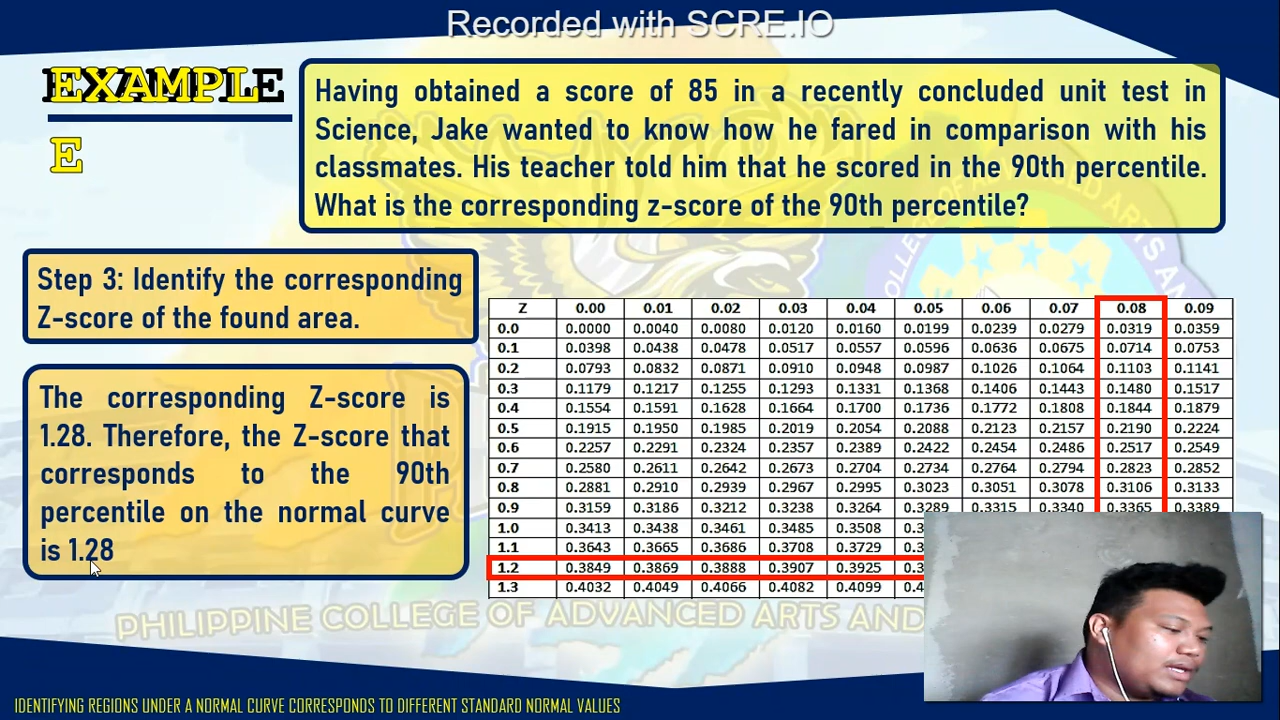 Recorded with SCRE.IO
EXAMPLE
E
Having obtained a score of 85 in a recently concluded unit test in
Science, Jake wanted to know how he fared in comparison with his
classmates. His teacher told him that he scored in the 90th percentile.
What is the corresponding z-score of the 90th percentile?
Step 3: Identify the corresponding
Z-score of the found area.
The corresponding Z-score is
1.28. Therefore, the Z-score that
corresponds to the 90th
percentile on the normal curve
is 1.28
Z 0.00 0.01 0.02 0.03 0.04 0.05 0.06 0.07 0.08 0.09
0.0 0.0000 0.0040 0.0080 0.0120 0.0160 0.0199 0.0239 0.0279 0.0319 0.0359
0.1 0.0398 0.0438 0.0478 0.0517 0.0557 0.0596 0.0636 0.0675 0.0714 0.0753
0.2 0.0793 0.0832 0.0871 0.0910 0.0948 0.0987 0.1026 0.1064 0.1103 0.1141
0.3 0.1179 0.1217 0.1255 0.1293 0.1331 0.1368 0.1406 0.1443 0.1480 0.1517
0.4 0.1554 0.1591 0.1628 0.1664 0.1700 0.1736 0.1772 0.1808 0.1844 0.1879
0.5 0.1915 0.1950 0.1985 0.2019 0.2054 0.2088 0.2123 0.2157 0.2190 0.2224
0.6 0.2257 0.2291 0.2324 0.2357 0.2389 0.2422 0.2454 0.2486 0.2517 0.2549
0.7 0.2580 0.2611 0.2642 0.2673 0.2704 0.2734 0.2764 0.2794 0.2823 0.2852
0.8 0.2881 0.2910 0.2939 0.2967 0.2995 0.3023 0.3051 0.3078 0.3106 0.3133
0.9 0.3159 0.3186 0.3212 0.3238 0.3264 0.3289 0.3315 0.3340 0.3365 0.3389
1.0 0.3413 0.3438 0.3461 0.3485 0.3508
1.1 0.3643 0.3665 0.3686 0.3708 0.3729
1.2 0.3849 0.3869 0.3888 0.3907 0.3925
1.3 0.4032 0.4049 0.4066 0.4082 0.4099
PHILIPPINE COLLEGE OF ADVANCED ARTS AND
IDENTIFYING REGIONS UNDER A NORMAL CURVE CORRESPONDS TO DIFFERENT STANDARD NORMAL VALUES